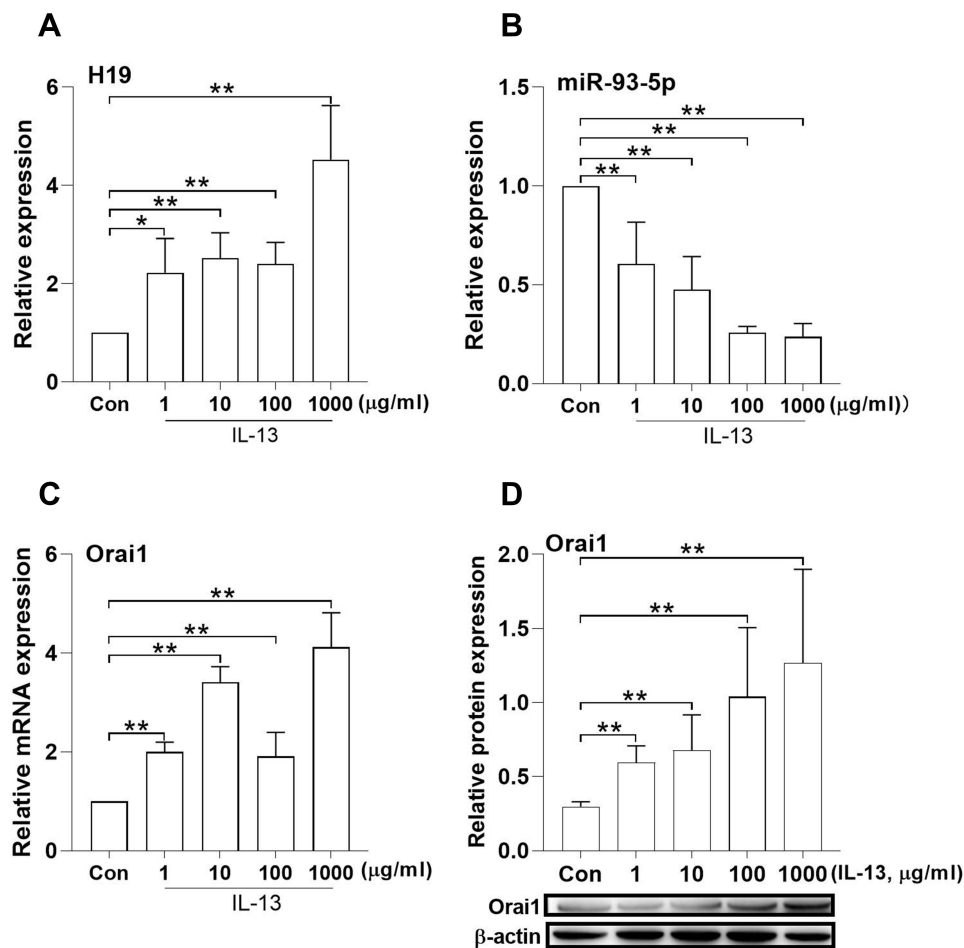 A
H19
Relative expression
6
4
2
0
**
**
**
*
Con 1 10 100 1000 (μg/ml)
IL-13
B
miR-93-5p
Relative expression
1.5
1.0
0.5
0.0
**
**
**
**
Con 1 10 100 1000 (μg/ml))
IL-13
C
Orai1
Relative mRNA expression
6
4
2
0
**
**
**
**
Con 1 10 100 1000 (μg/ml)
IL-13
D
Orai1
Relative protein expression
2.0
1.5
1.0
0.5
0.0
**
**
**
**
Con 1 10 100 1000 (IL-13, μg/ml)
Orai1
β-actin